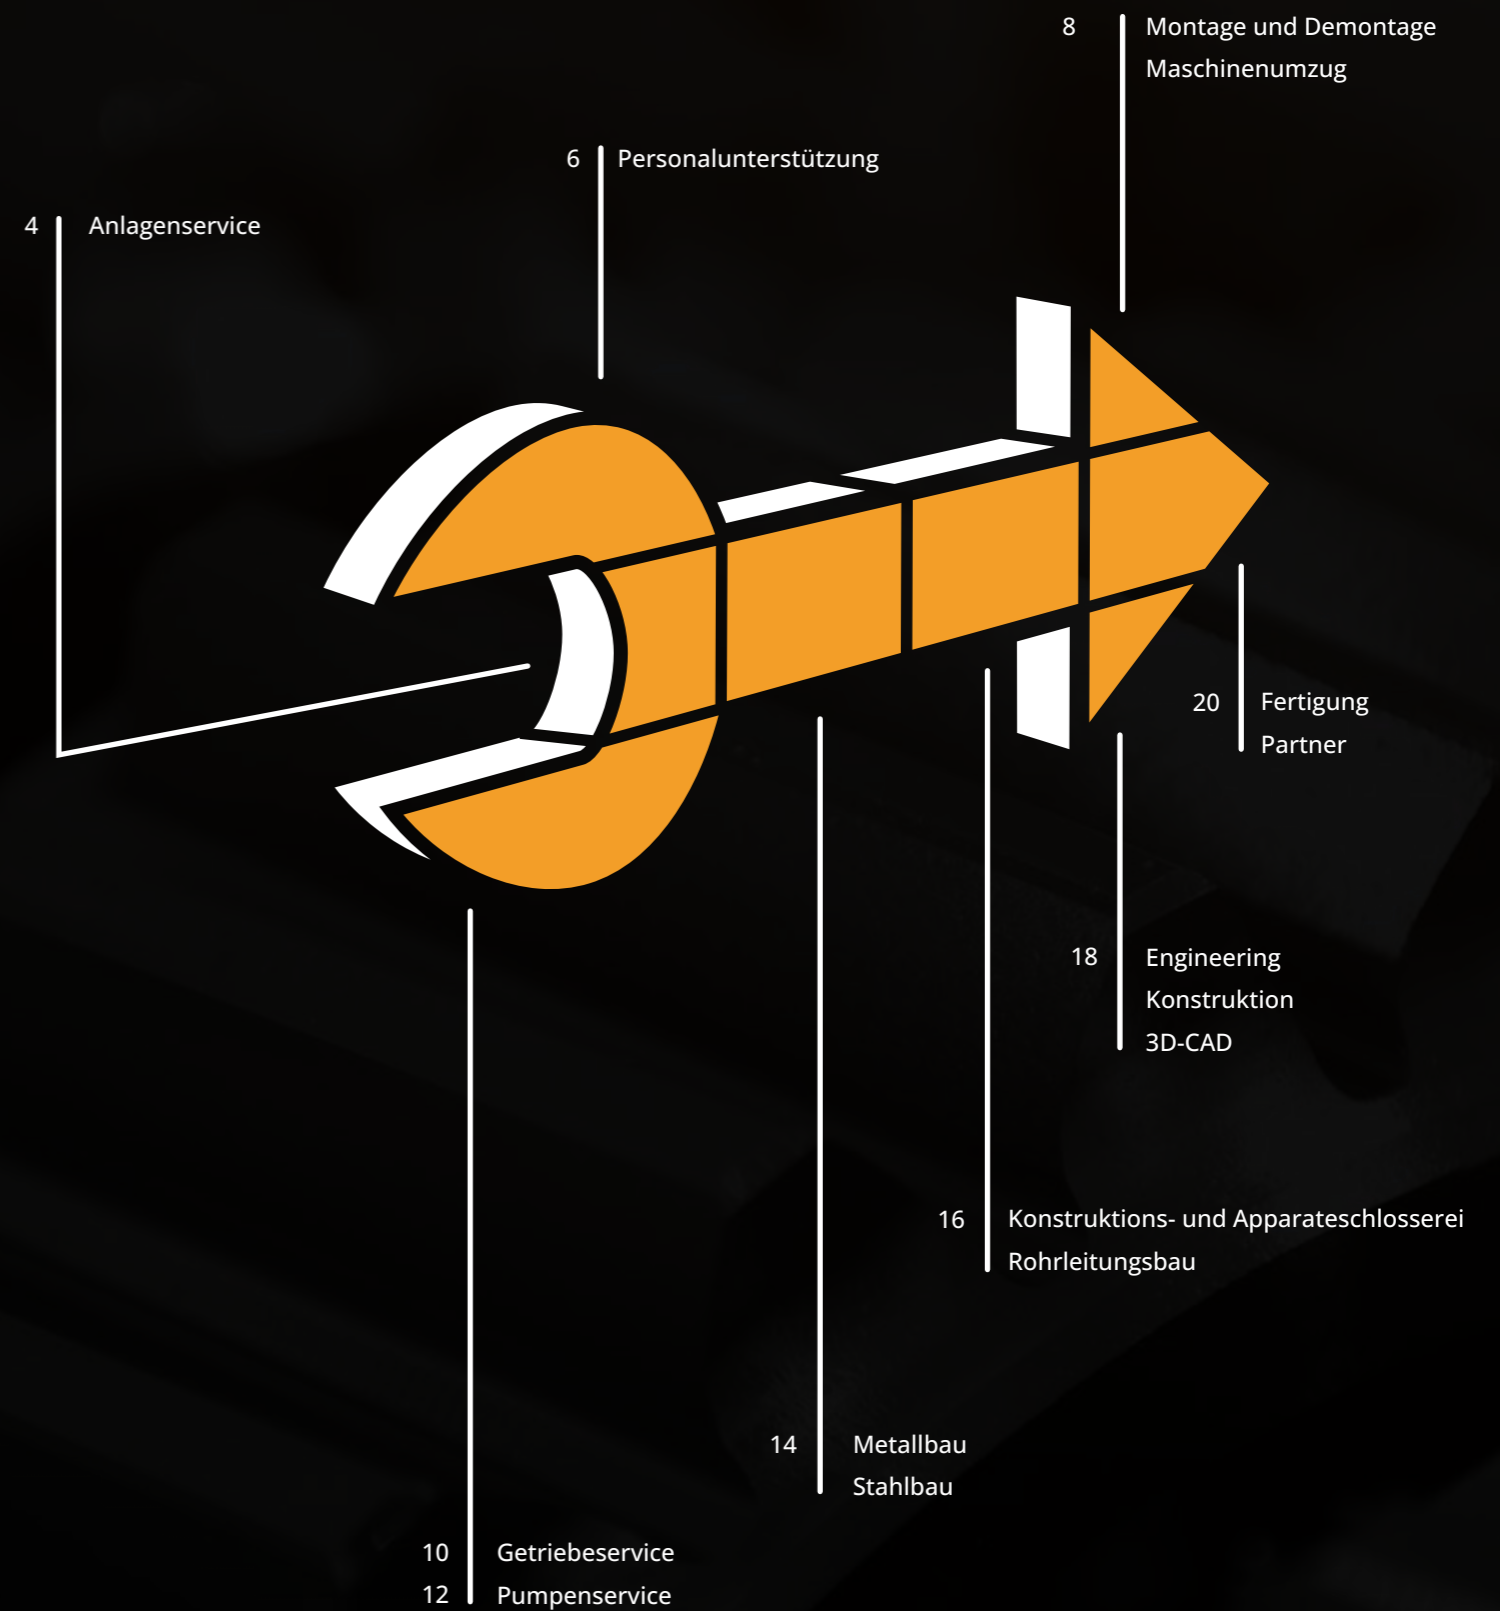 8 Montage und Demontage
Maschinenumzug
6 Personalunterstützung
4 Anlagenservice
20 Fertigung
Partner
18 Engineering
Konstruktion
3D-CAD
16 Konstruktions- und Apparateschlosserei
Rohrleitungsbau
14 Metallbau
Stahlbau
10 Getriebeservice
12 Pumpenservice